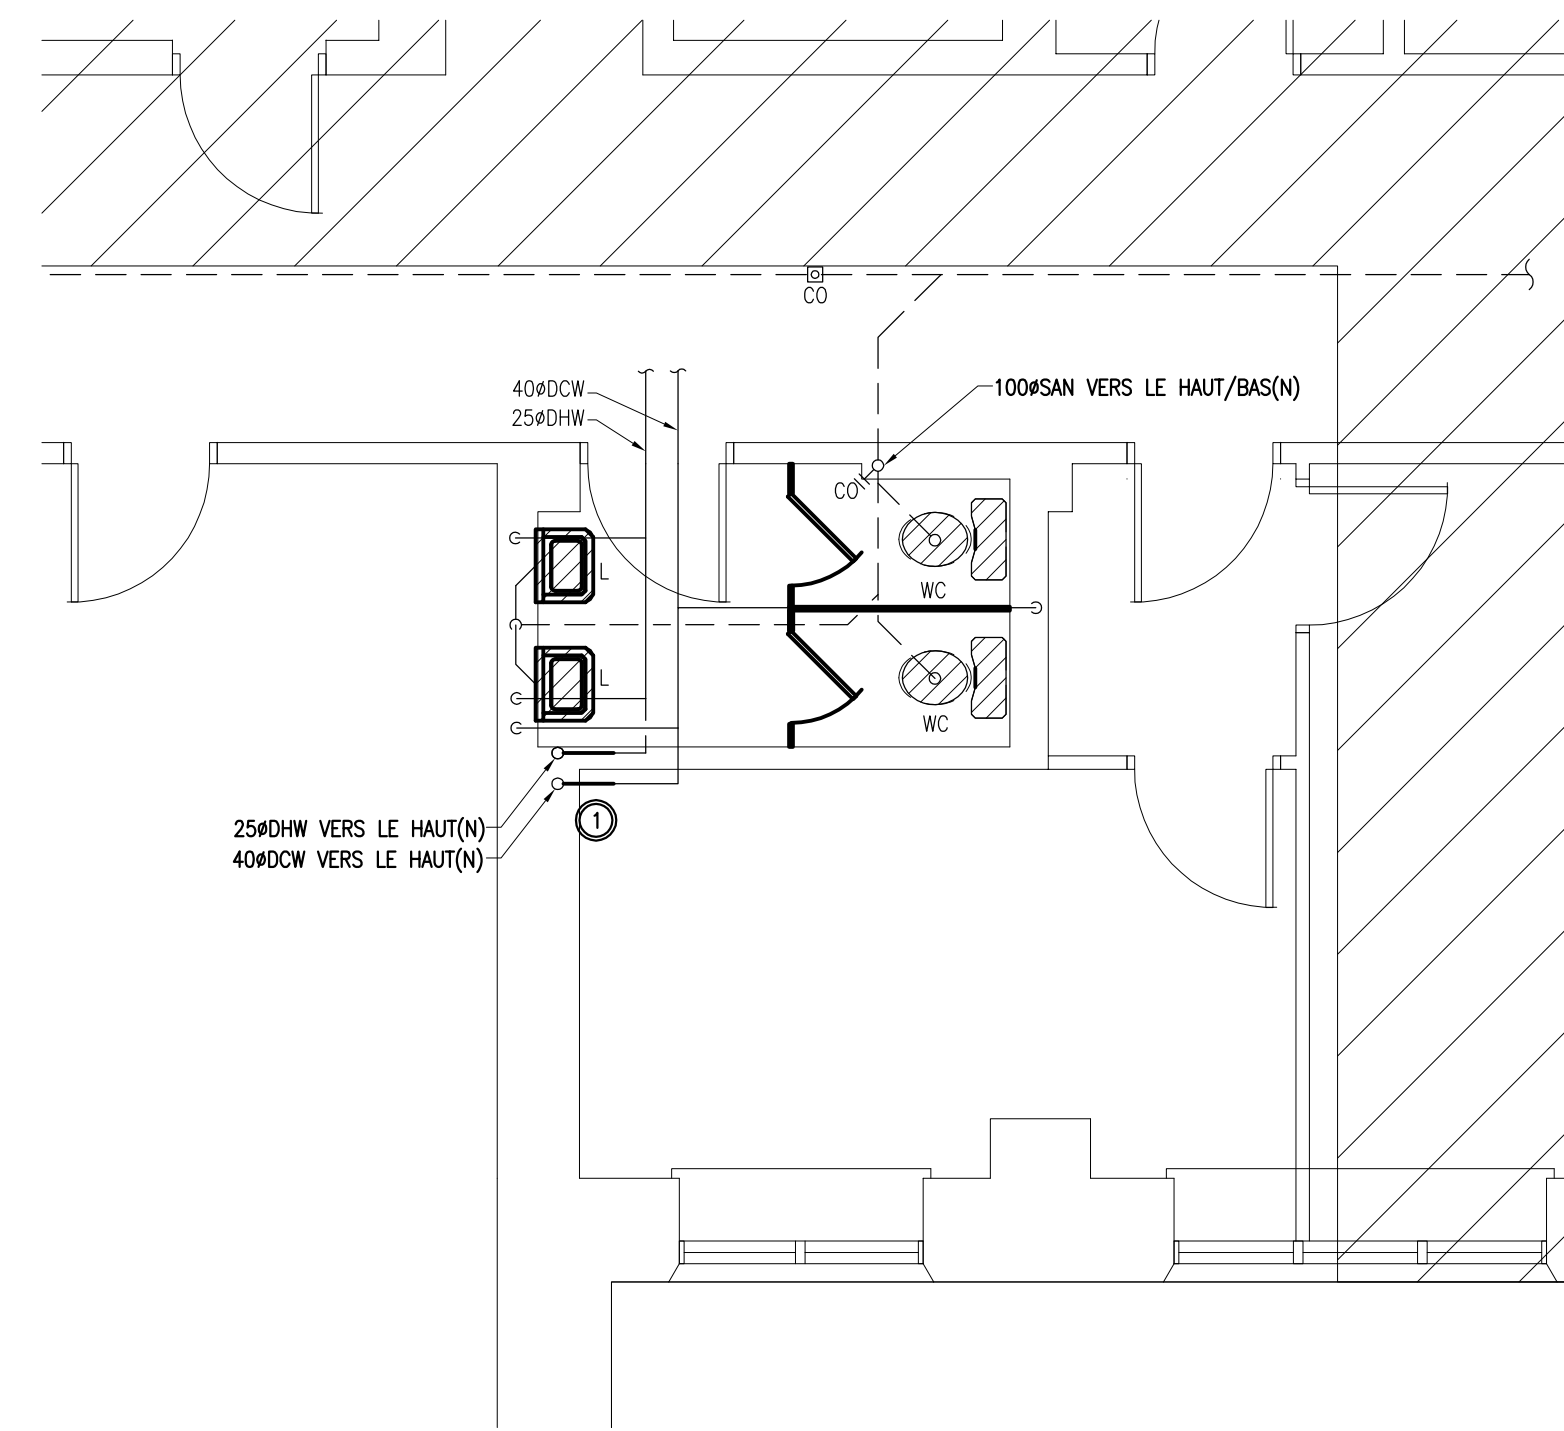 CO
40øDCW
25øDHW
100øSAN VERS LE HAUT/BAS(N)
CO
L
WC
L
WC
25øDHW VERS LE HAUT(N)
40øDCW VERS LE HAUT(N)
1